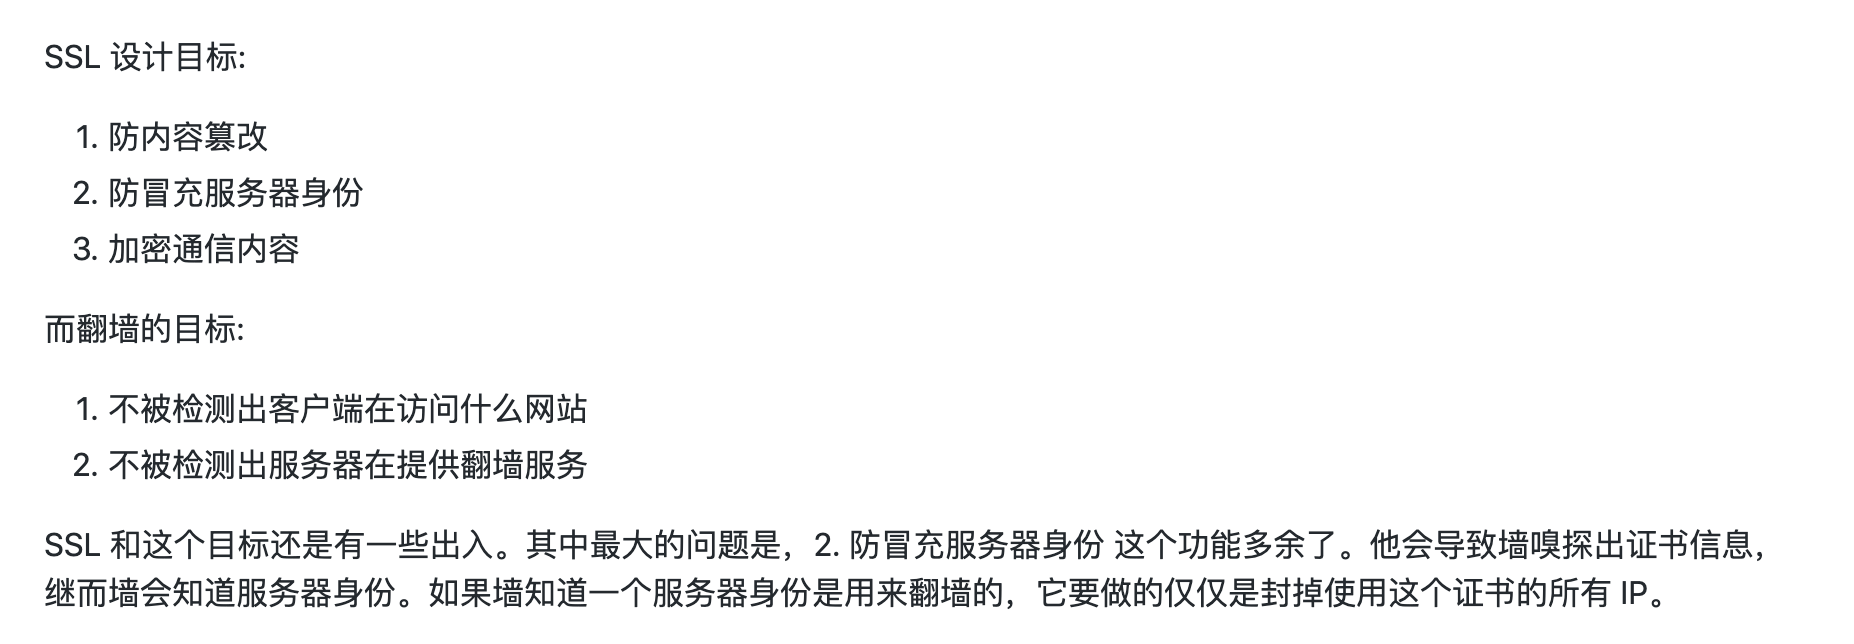 SSL 设计目标:
1. 防内容篡改
2. 防冒充服务器身份
3. 加密通信内容
而翻墙的目标:
1. 不被检测出客户端在访问什么网站
2. 不被检测出服务器在提供翻墙服务
SSL 和这个目标还是有一些出入。其中最大的问题是，2. 防冒充服务器身份 这个功能多余了。他会导致墙嗅探出证书信息，
继而墙会知道服务器身份。如果墙知道一个服务器身份是用来翻墙的，它要做的仅仅是封掉使用这个证书的所有 IP。